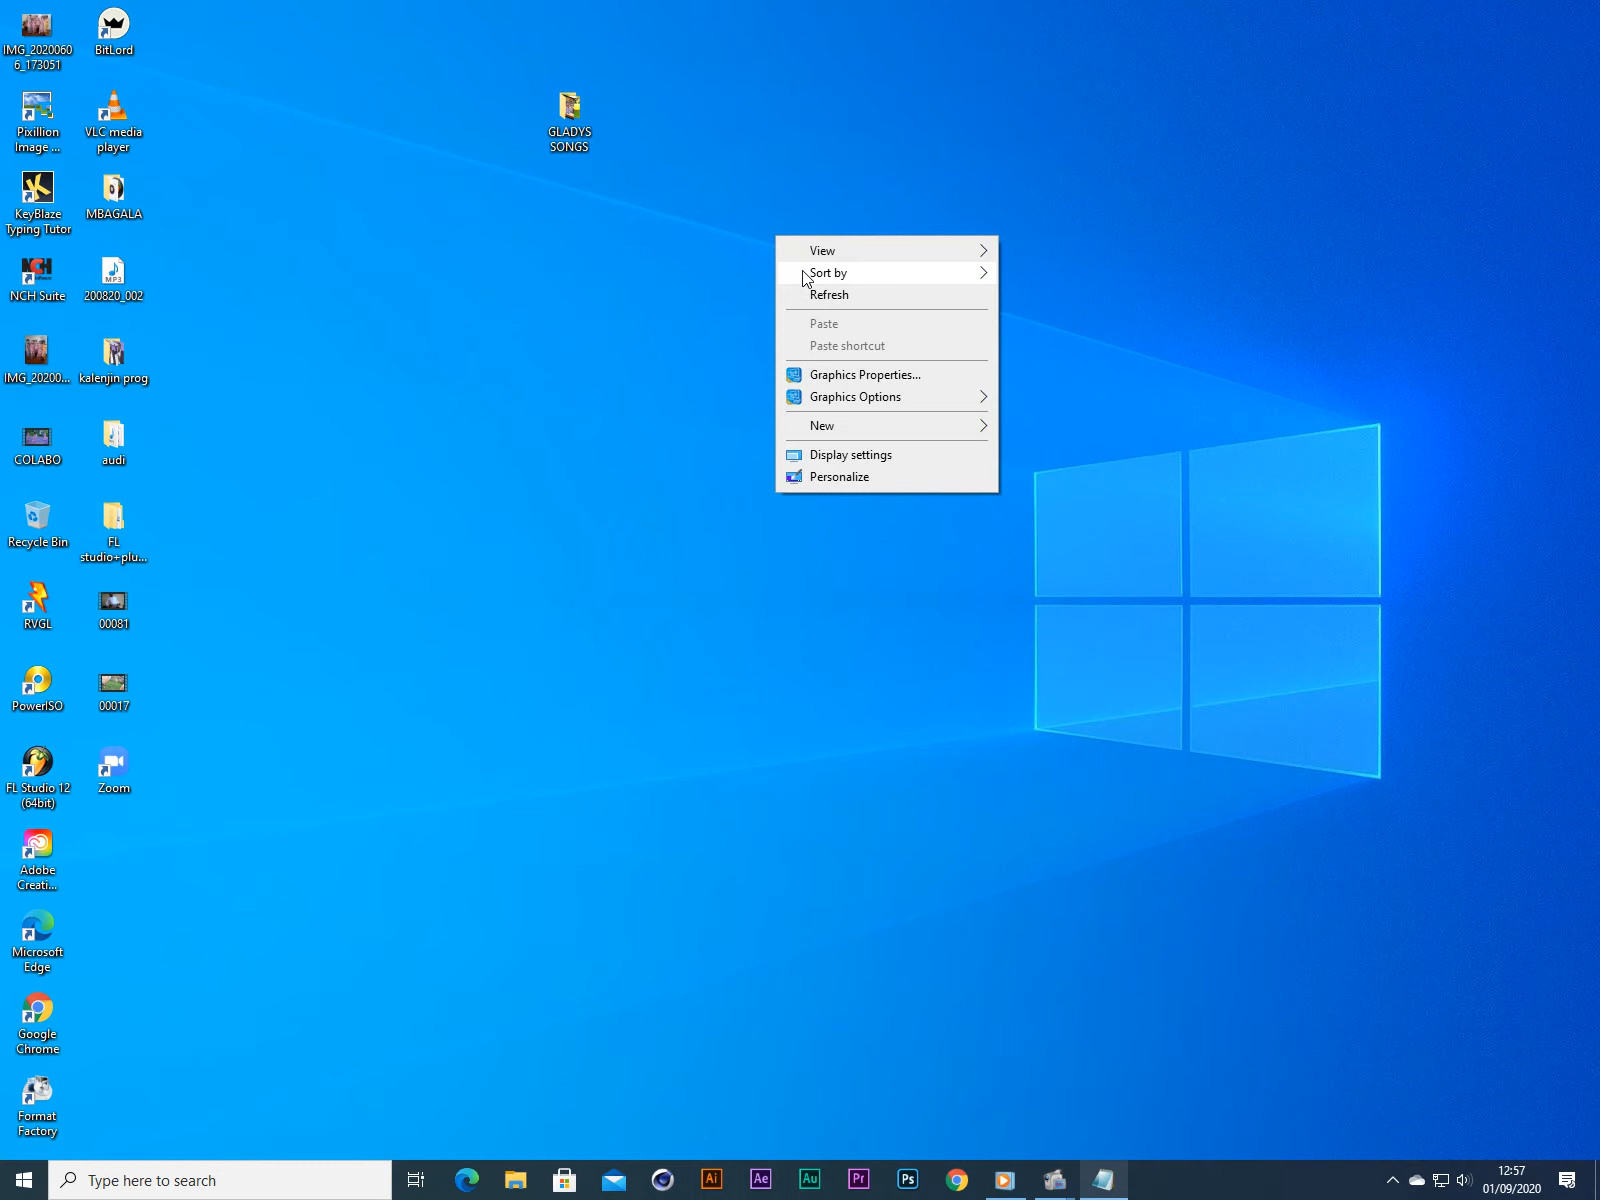 IMG_2020060
6_173051
BitLord
Pixillion
Image ...
VLC media
player
GLADYS
SONGS
KeyBlaze
Typing Tutor
MBAGALA
NCH Suite
MP3
200820_002
IMG_20200...
kalenjin prog
COLABO
audi
Recycle Bin
FL
studio+plu...
RVGL
00081
PowerISO
00017
FL Studio 12
(64bit)
Zoom
Adobe
Creati...
Microsoft
Edge
Google
Chrome
Format
Factory
View
Sort by
Refresh
Paste
Paste shortcut
Graphics Properties...
Graphics Options
New
Display settings
Personalize
Type here to search
Ai
Ae
Au
Pr
Ps
12:57
01/09/2020